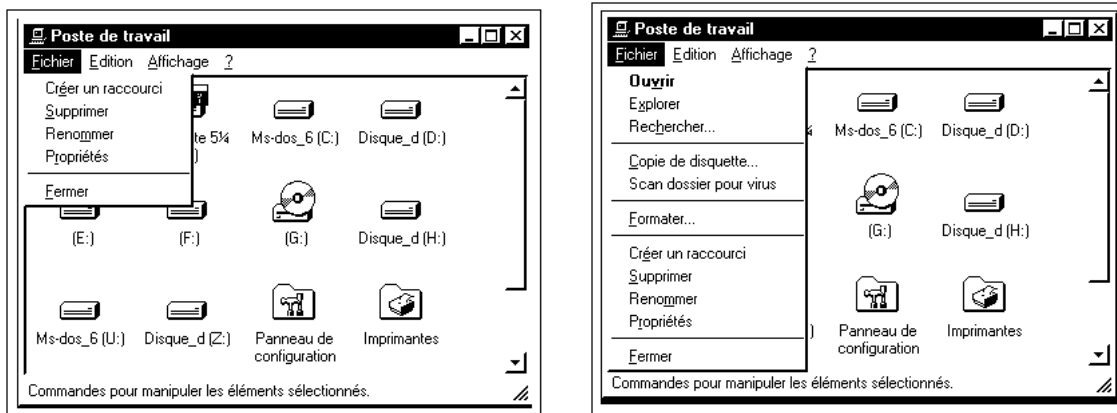 Poste de travail
Fichier Edition Affichage ?
Créer un raccourci
Supprimer
Renommer
Propriétés
Fermer
te 5¼
)
Ms-dos_6 (C:)
Disque_d (D:)
(E:)
(F:)
(G:)
Disque_d (H:)
Ms-dos_6 (U:)
Disque_d (Z:)
Panneau de
configuration
Imprimantes
Commandes pour manipuler les éléments sélectionnés.
Poste de travail
Fichier Edition Affichage ?
Ouvrir
Explorer
Rechercher...
Copie de disquette...
Scan dossier pour virus
Formater...
Créer un raccourci
Supprimer
Renommer
Propriétés
Fermer
Ms-dos_6 (C:)
Disque_d (D:)
(G:)
Disque_d (H:)
)
Panneau de
configuration
Imprimantes
Commandes pour manipuler les éléments sélectionnés.